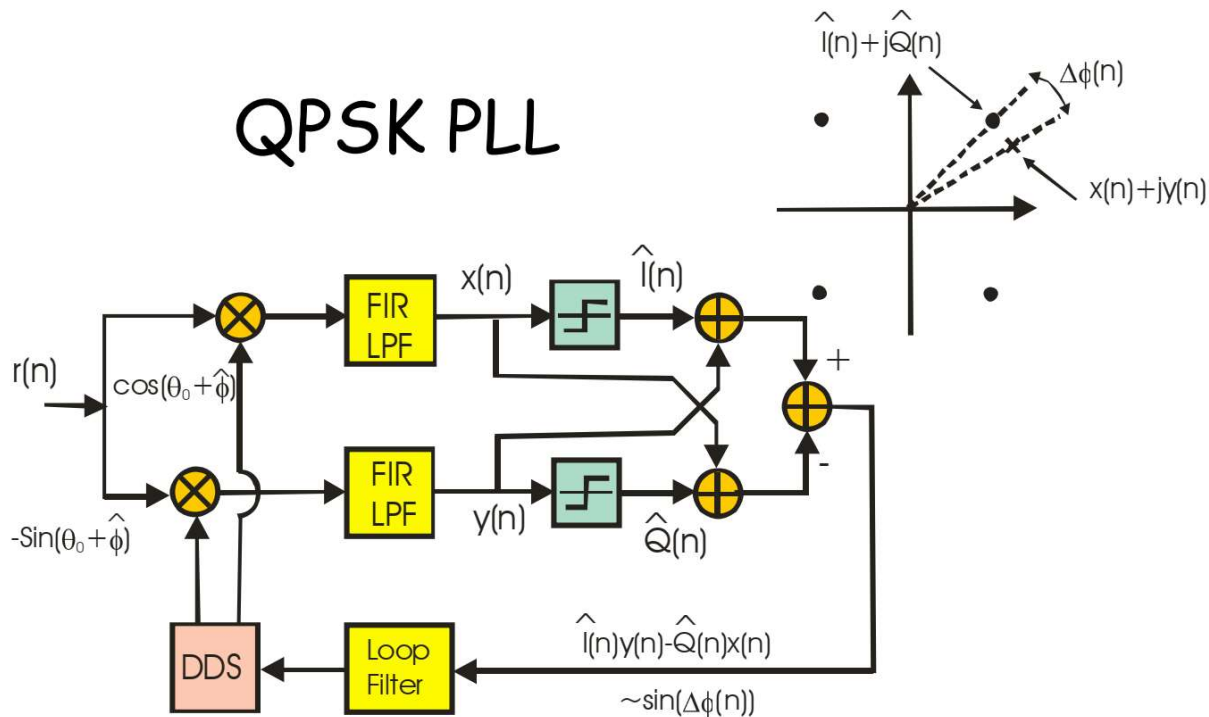 QPSK PLL
Î(n)+jQ̂(n)
Δϕ(n)
x(n)+jy(n)
r(n)
cos(θ₀+ϕ̂)
-Sin(θ₀+ϕ̂)
FIR
LPF
x(n)
Î(n)
+
FIR
LPF
y(n)
Q̂(n)
-
DDS
Loop
Filter
Î(n)y(n)-Q̂(n)x(n)
~sin(Δϕ(n))